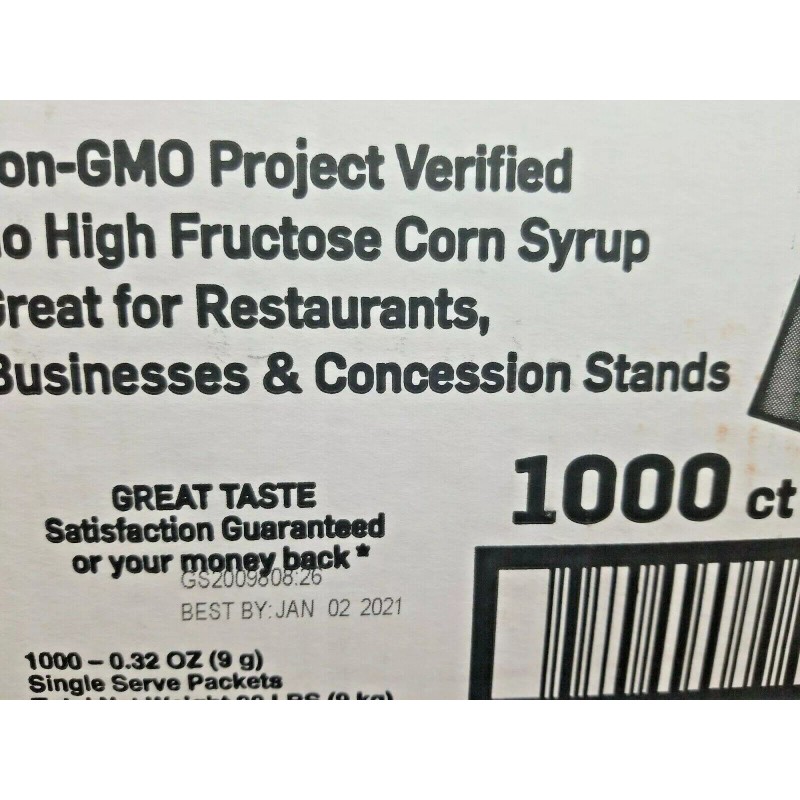 on-GMO Project Verified
o High Fructose Corn Syrup
Great for Restaurants,
Businesses & Concession Stands
1000 ct
GREAT TASTE
Satisfaction Guaranteed
or your money back*
GS2009808:26
BEST BY: JAN 02 2021
1000 – 0.32 OZ (9 g)
Single Serve Packets